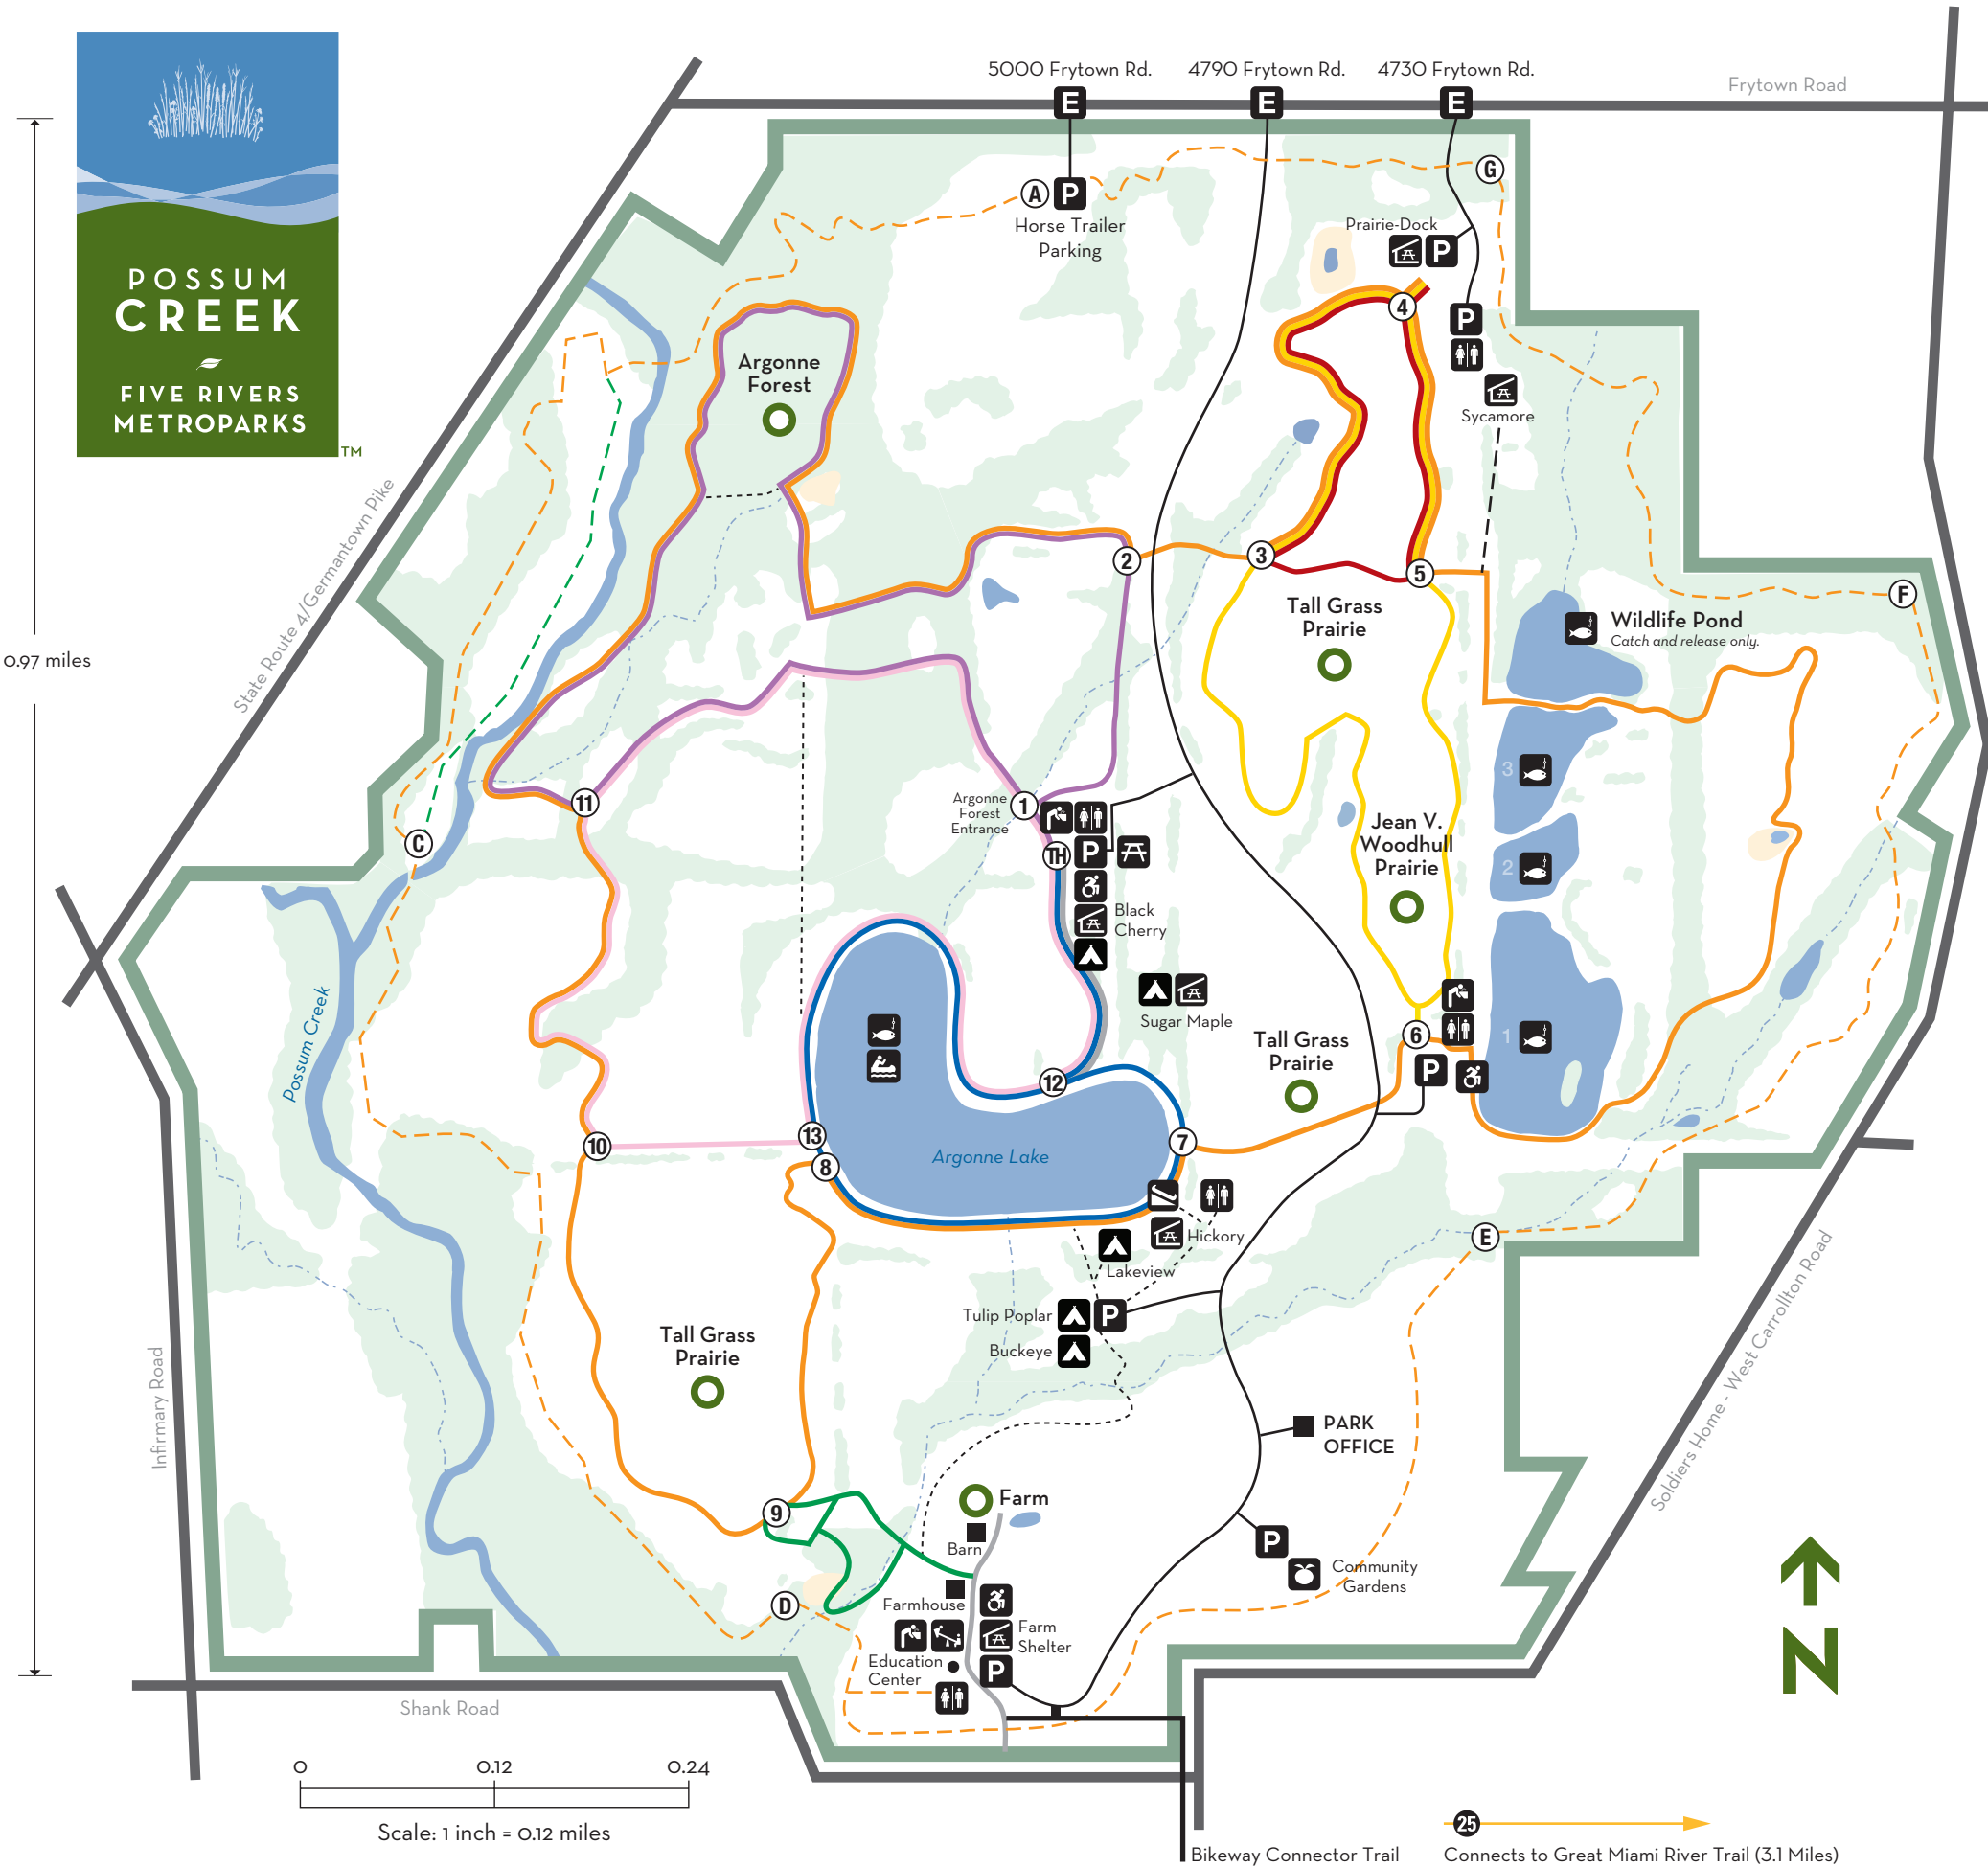 5000 Frytown Rd.
4790 Frytown Rd.
4730 Frytown Rd.
E
E
E
Frytown Road
POSSUM
CREEK
FIVE RIVERS
METROPARKS
TM
A
P
Horse Trailer
Parking
G
Prairie-Dock
P
4
P
Sycamore
Argonne
Forest
State Route 4/Germantown Pike
0.97 miles
2
3
5
Tall Grass
Prairie
Wildlife Pond
Catch and release only.
F
3
2
1
11
Argonne
Forest
Entrance
1
TH
P
Black
Cherry
Jean V.
Woodhull
Prairie
C
Sugar Maple
Tall Grass
Prairie
6
P
Possum Creek
12
13
10
8
7
Argonne Lake
Hickory
E
Lakeview
Tulip Poplar
P
Buckeye
Tall Grass
Prairie
Infirmary Road
Soldiers Home - West Carrollton Road
PARK
OFFICE
9
Farm
Barn
P
Community
Gardens
D
Farmhouse
Farm
Shelter
Education
Center
P
N
Shank Road
0
0.12
0.24
Scale: 1 inch = 0.12 miles
25
Bikeway Connector Trail
Connects to Great Miami River Trail (3.1 Miles)